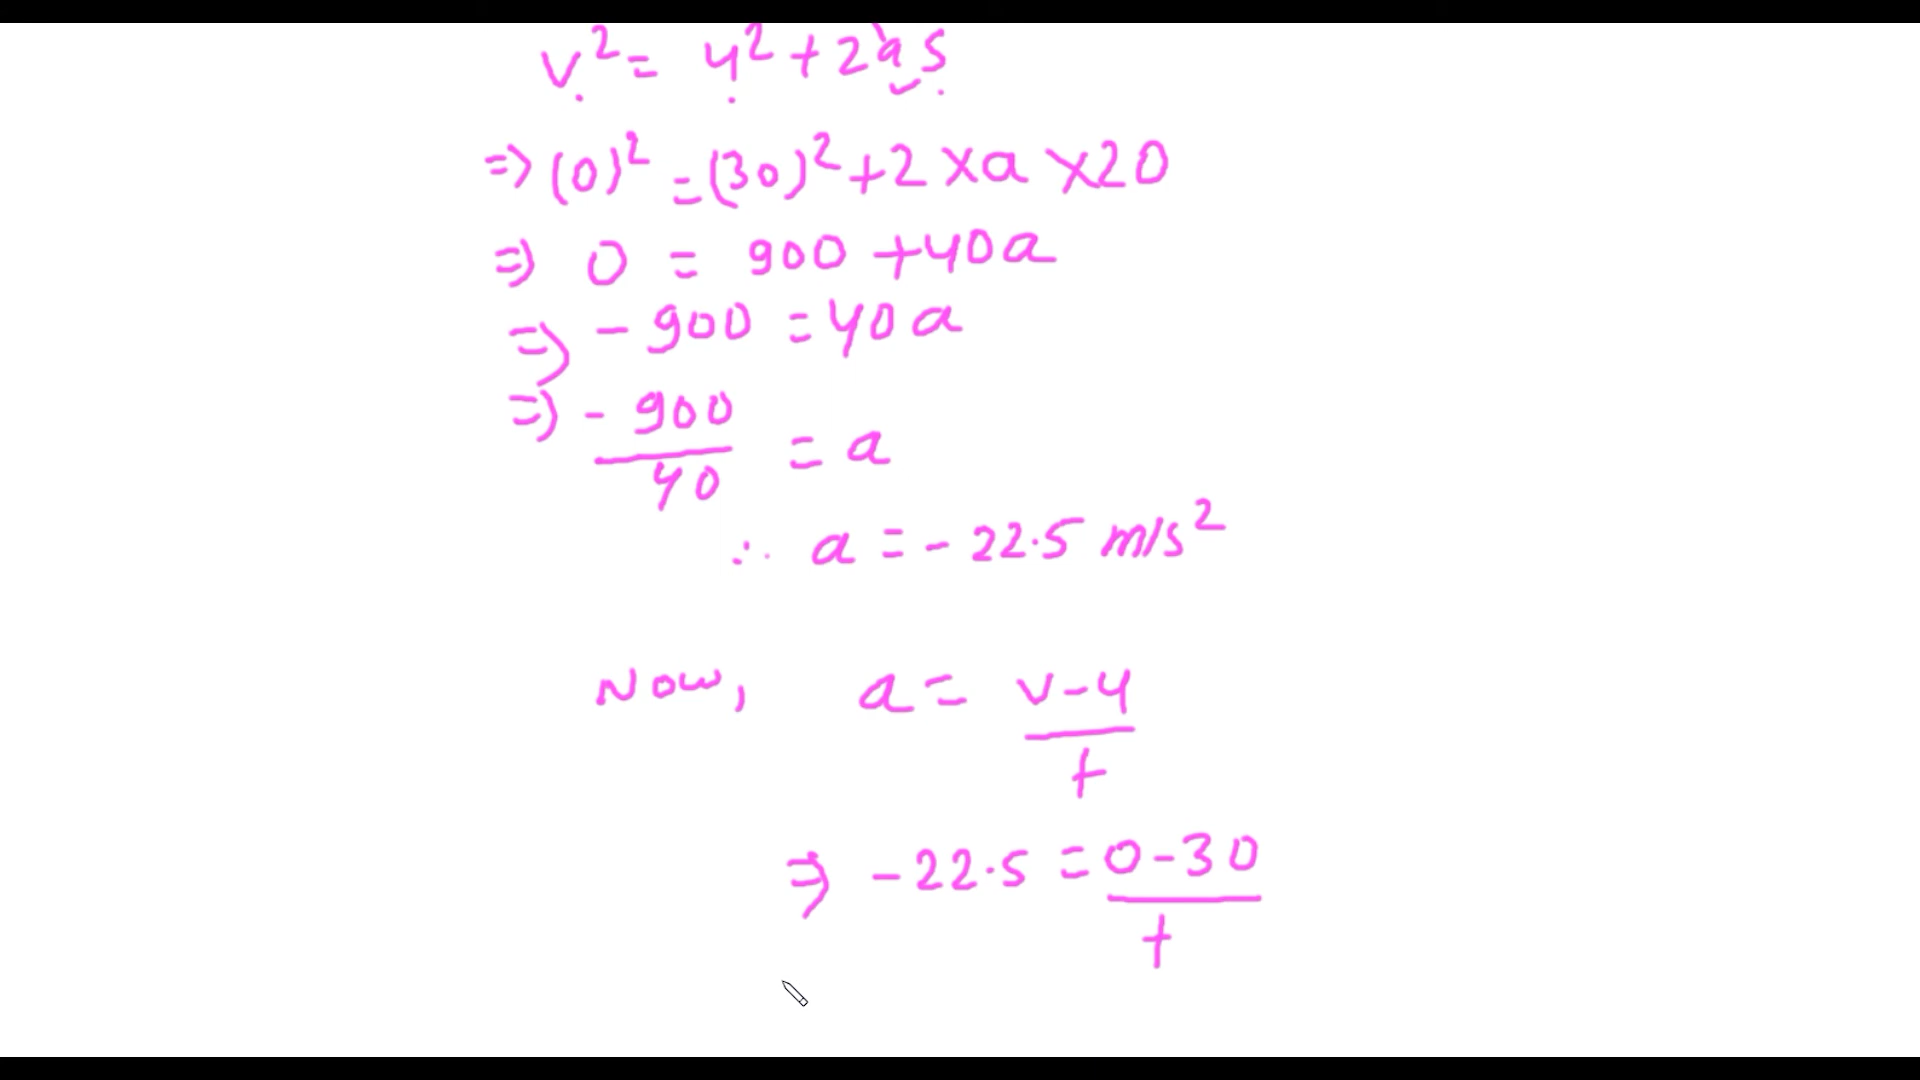 v² = u² + 2as
⇒ (0)² = (30)² + 2 × a × 20
⇒ 0 = 900 + 40a
⇒ - 900 = 40a
⇒ - 900/40 = a
∴ a = - 22.5 m/s²
Now, a = v - u/t
⇒ - 22.5 = 0 - 30/t